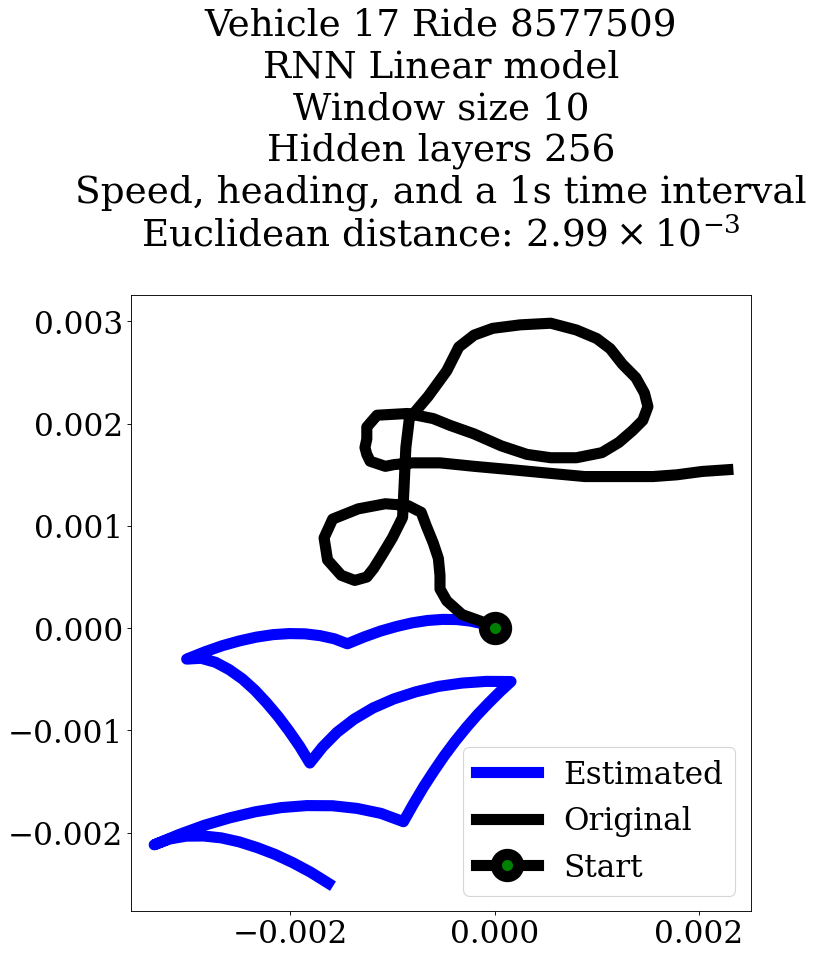 Vehicle 17 Ride 8577509
RNN Linear model
Window size 10
Hidden layers 256
Speed, heading, and a 1s time interval
Euclidean distance: 2.99 × 10⁻³
0.003
0.002
0.001
0.000
−0.001
−0.002
Estimated
Original
Start
−0.002
0.000
0.002